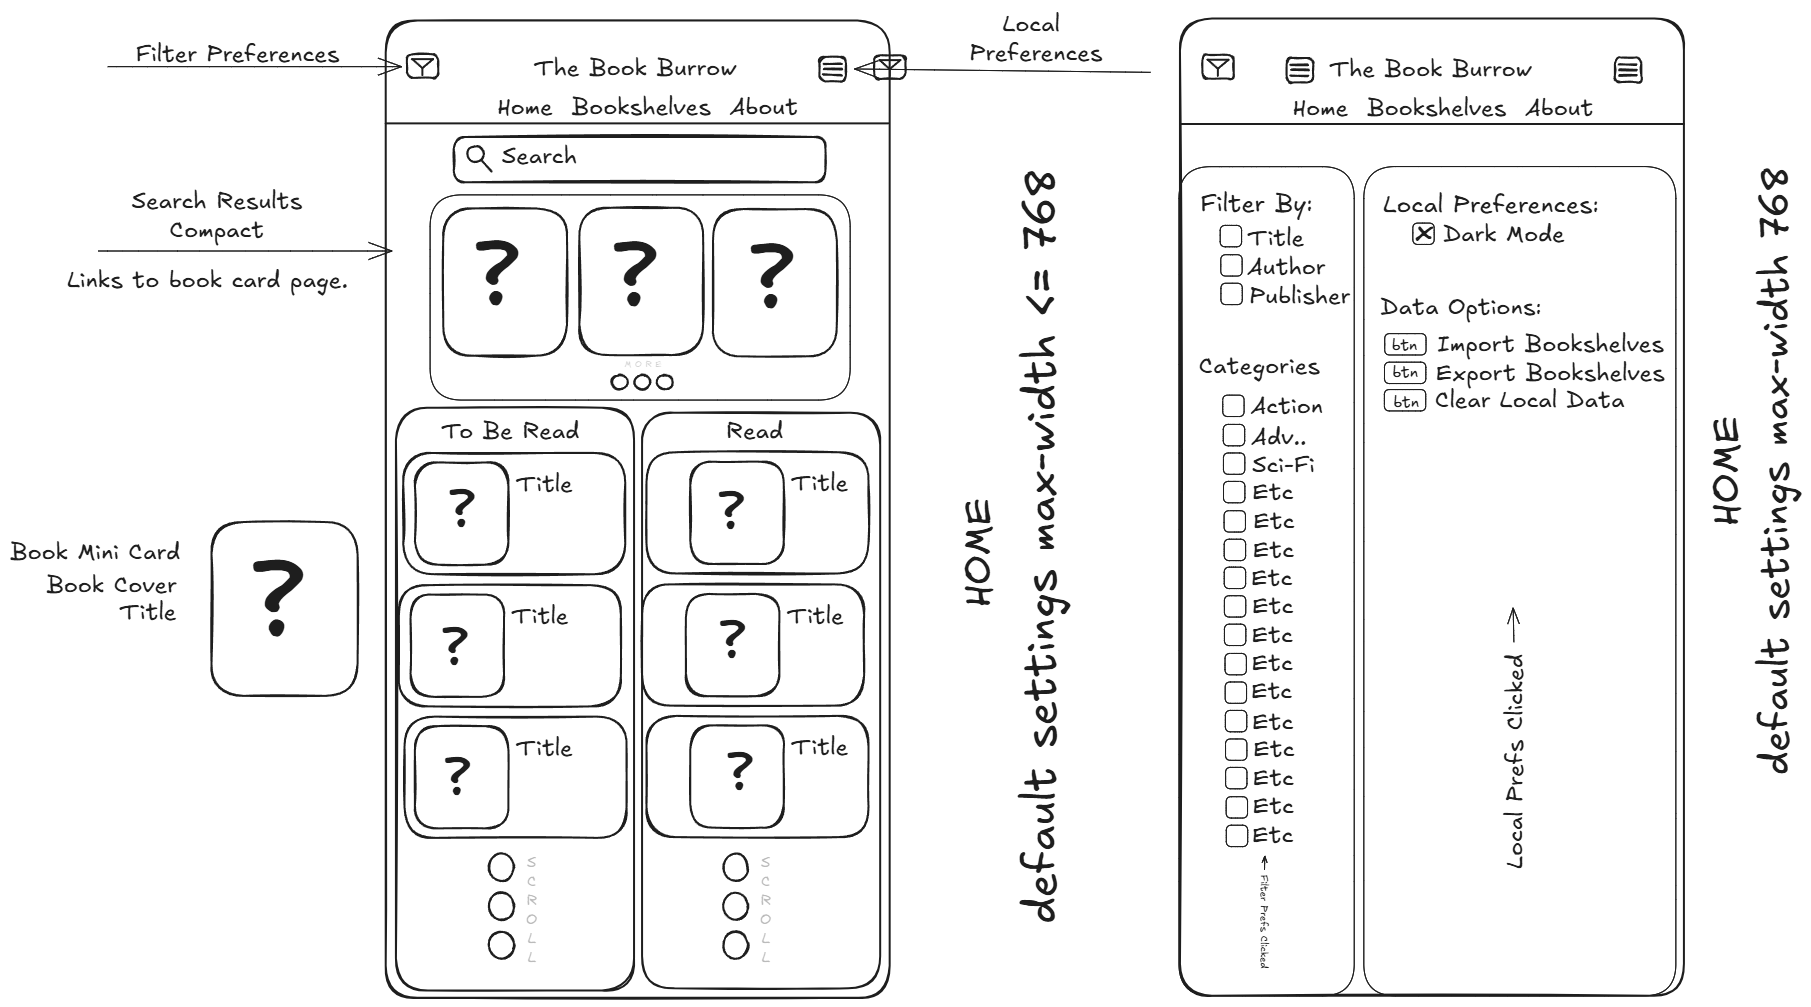 Filter Preferences
The Book Burrow
Home Bookshelves About
Local
Preferences
Search
Search Results
Compact
Links to book card page.
?
?
?
MORE
To Be Read
?
Title
?
Title
?
Title
SCROLL
Read
?
Title
?
Title
?
Title
SCROLL
Book Mini Card
Book Cover
Title
?
HOME
default settings max-width <= 768
The Book Burrow
Home Bookshelves About
Filter By:
Title
Author
Publisher
Categories
Action
Adv..
Sci-Fi
Etc
Etc
Etc
Etc
Etc
Etc
Etc
Etc
Etc
Etc
Etc
Etc
Etc
Filter Prefs Clicked
Local Preferences:
Dark Mode
Data Options:
btn Import Bookshelves
btn Export Bookshelves
btn Clear Local Data
Local Prefs Clicked
HOME
default settings max-width 768